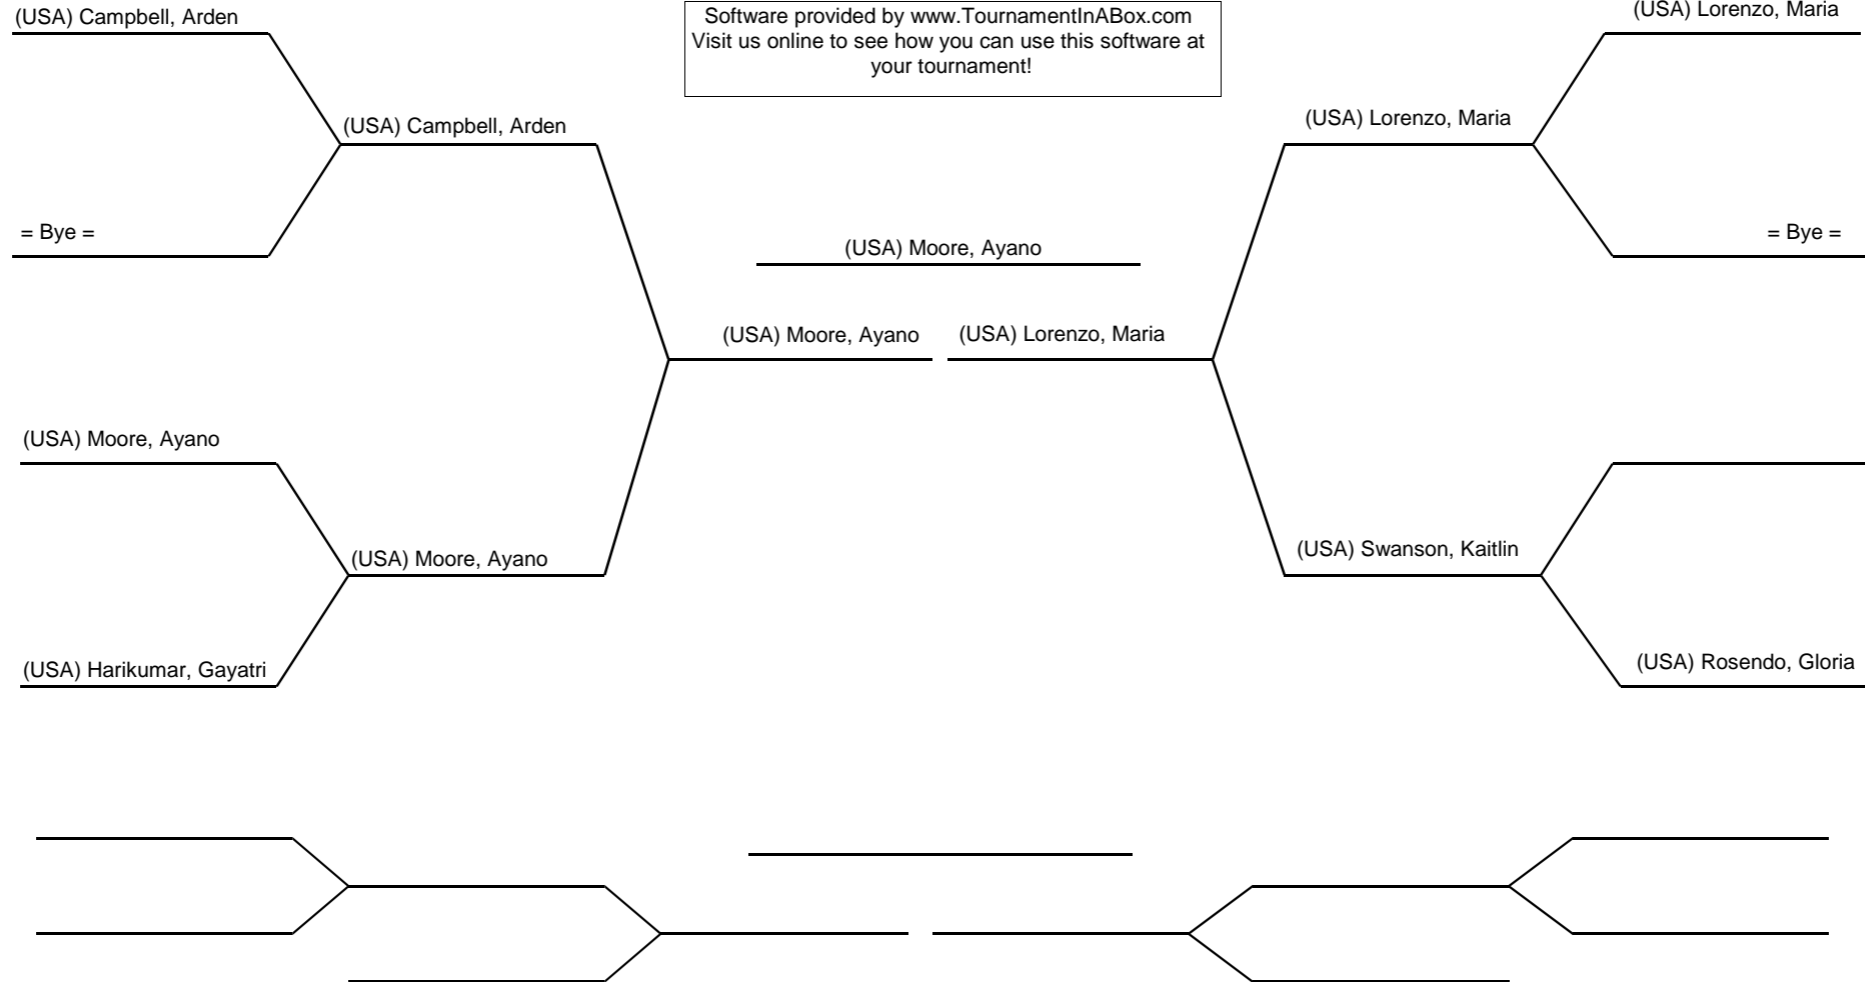 (USA) Campbell, Arden
Software provided by www.TournamentInABox.com
Visit us online to see how you can use this software at
your tournament!
(USA) Lorenzo, Maria
(USA) Campbell, Arden
(USA) Lorenzo, Maria
= Bye =
= Bye =
(USA) Moore, Ayano
(USA) Moore, Ayano
(USA) Lorenzo, Maria
(USA) Moore, Ayano
(USA) Moore, Ayano
(USA) Swanson, Kaitlin
(USA) Harikumar, Gayatri
(USA) Rosendo, Gloria